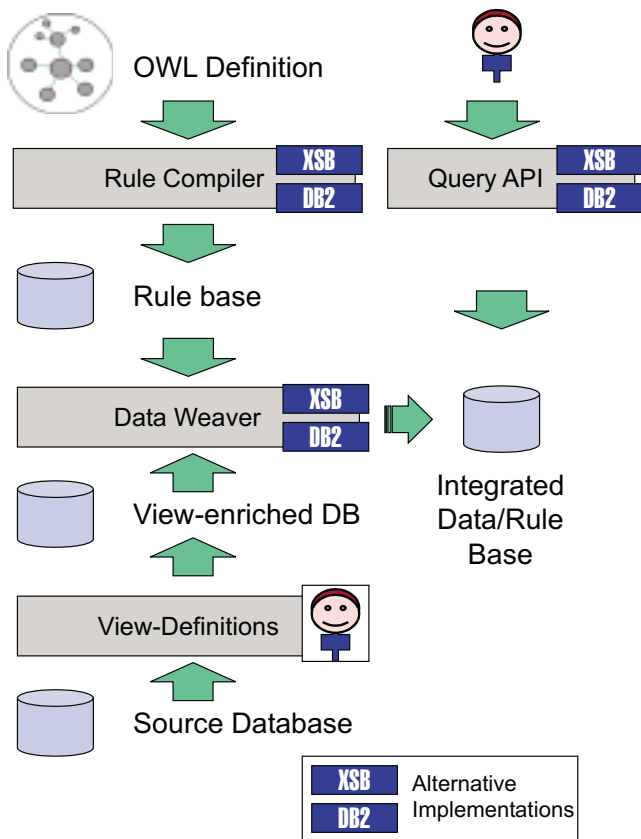 OWL Definition
Rule Compiler
XSB
DB2
Query API
XSB
DB2
Rule base
Data Weaver
XSB
DB2
View-enriched DB
Integrated
Data/Rule
Base
View-Definitions
Source Database
XSB
DB2
Alternative
Implementations